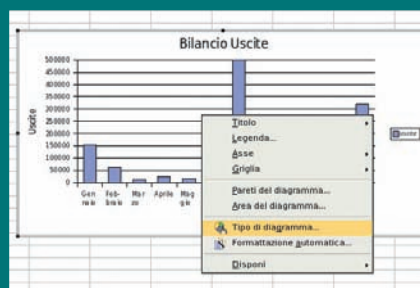 Bilancio Uscite
500000
450000
400000
350000
300000
250000
200000
150000
100000
50000
0
Uscite
Gen naio
Feb- braio
Mar zo
Aprile
Mag gio
uscite
Titolo
Legenda...
Asse
Griglia
Pareti del diagramma...
Area del diagramma...
Tipo di diagramma...
Formattazione automatica...
Disponi